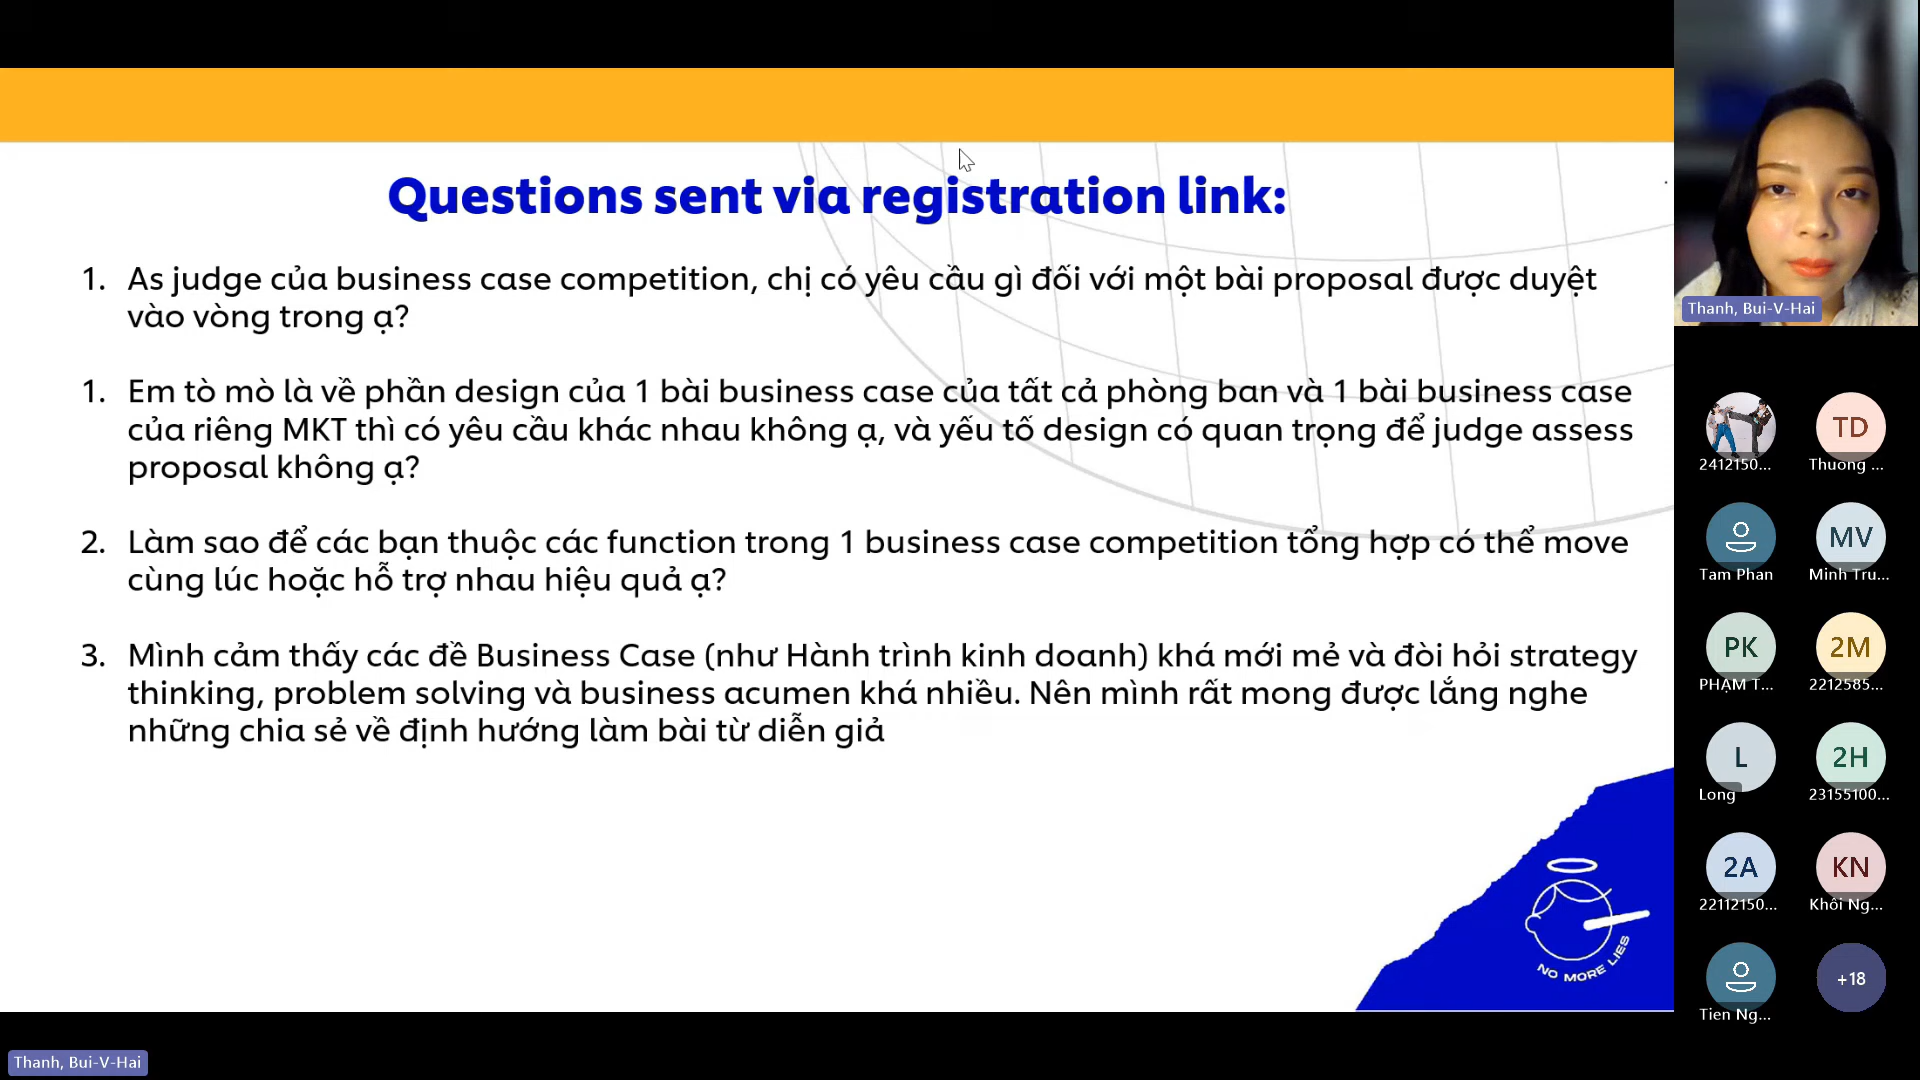 Questions sent via registration link:
1. As judge của business case competition, chị có yêu cầu gì đối với một bài proposal được duyệt
vào vòng trong ạ?
1. Em tò mò là về phần design của 1 bài business case của tất cả phòng ban và 1 bài business case
của riêng MKT thì có yêu cầu khác nhau không ạ, và yếu tố design có quan trọng để judge assess
proposal không ạ?
2. Làm sao để các bạn thuộc các function trong 1 business case competition tổng hợp có thể move
cùng lúc hoặc hỗ trợ nhau hiệu quả ạ?
3. Mình cảm thấy các đề Business Case (như Hành trình kinh doanh) khá mới mẻ và đòi hỏi strategy
thinking, problem solving và business acumen khá nhiều. Nên mình rất mong được lắng nghe
những chia sẻ về định hướng làm bài từ diễn giả
NO MORE LIES
Thanh, Bui-V-Hai
2412150...
TD
Thuong ...
Tam Phan
MV
Minh Tru...
PK
PHẠM T...
2M
2212585...
L
Long
2H
23155100...
2A
22112150...
KN
Khôi Ng...
Tien Ng...
+18
Thanh, Bui-V-Hai